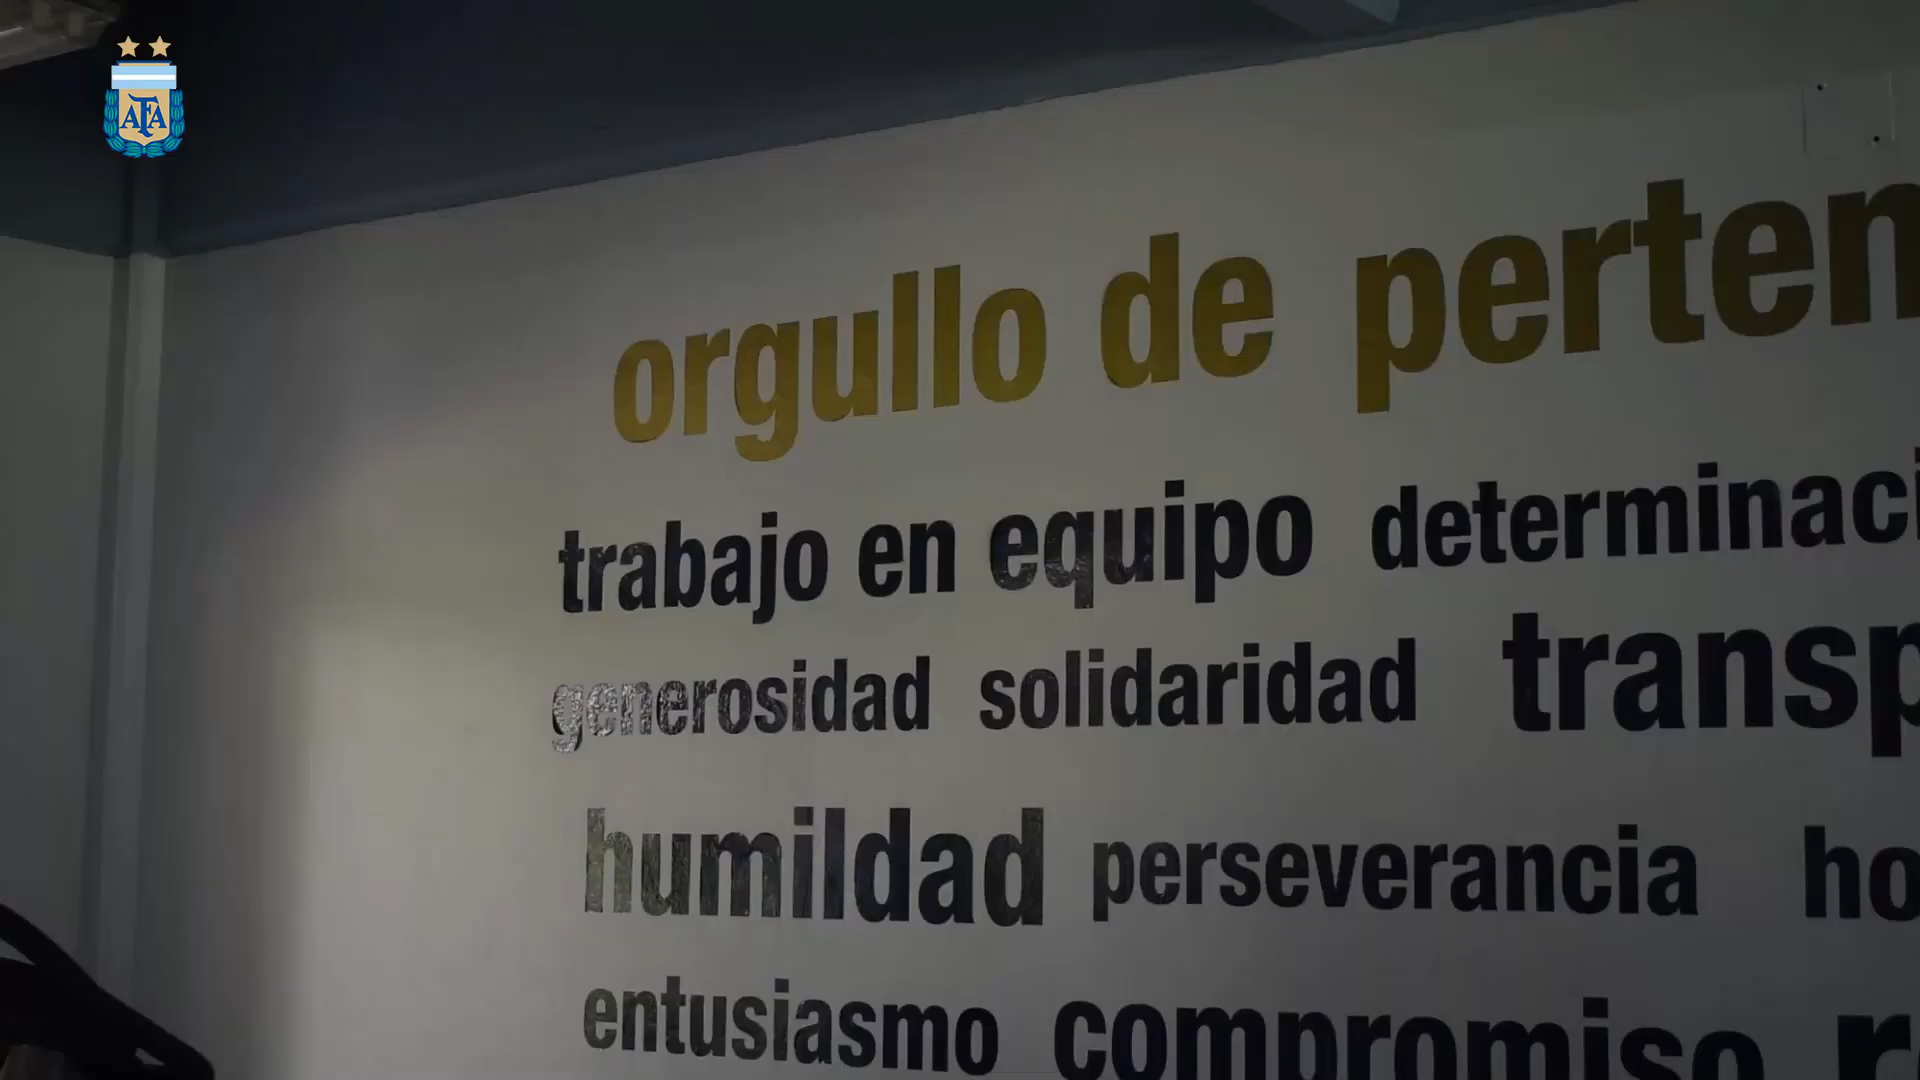 AFA
orgullo de perten
trabajo en equipo determinaci
generosidad solidaridad transp
humildad perseverancia ho
entusiasmo compromiso r